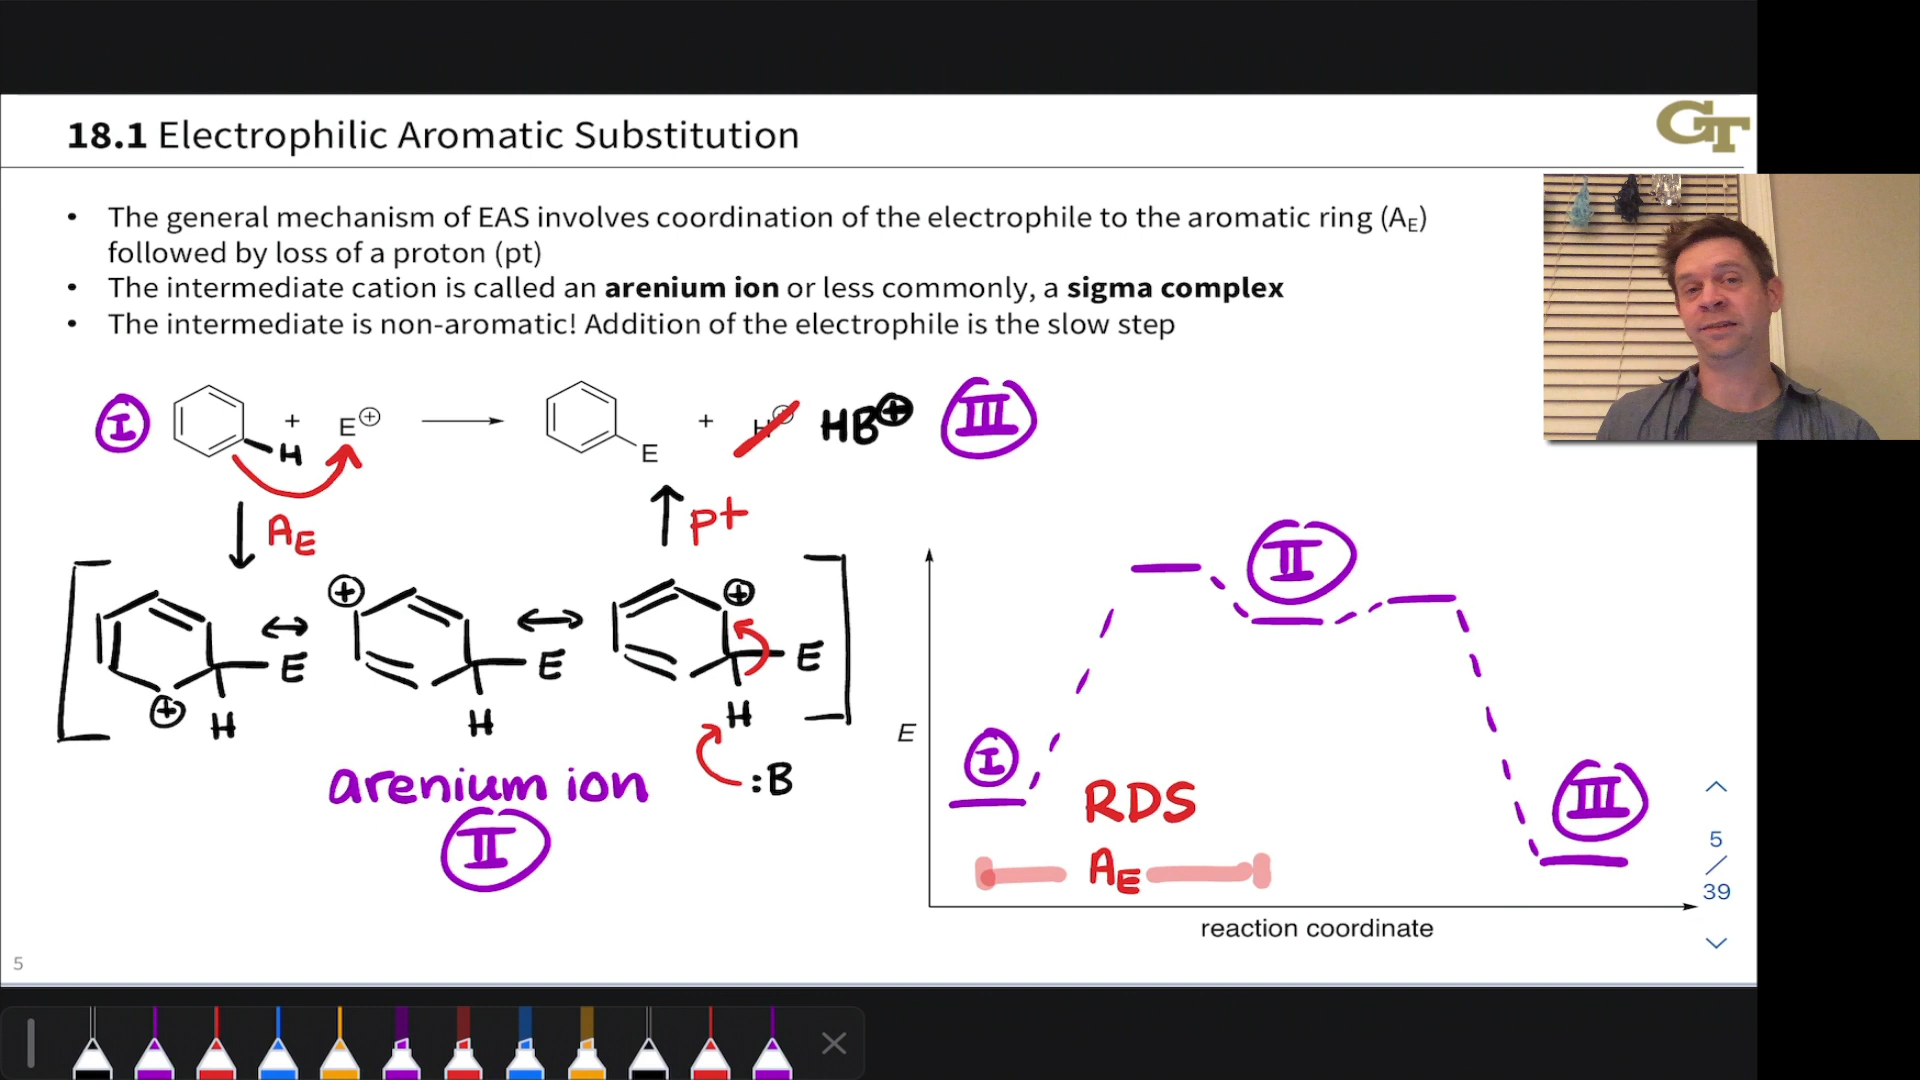 18.1 Electrophilic Aromatic Substitution
GT
• The general mechanism of EAS involves coordination of the electrophile to the aromatic ring (AE)
followed by loss of a proton (pt)
• The intermediate cation is called an arenium ion or less commonly, a sigma complex
• The intermediate is non-aromatic! Addition of the electrophile is the slow step
I + E⊕ + H⊕ HB⊕ III
H E
AE pt
⊕ ⊕
E E E
⊕ H H H
:B
arenium ion
II
II
E
I
III
RDS
AE
reaction coordinate
5
/
39
5